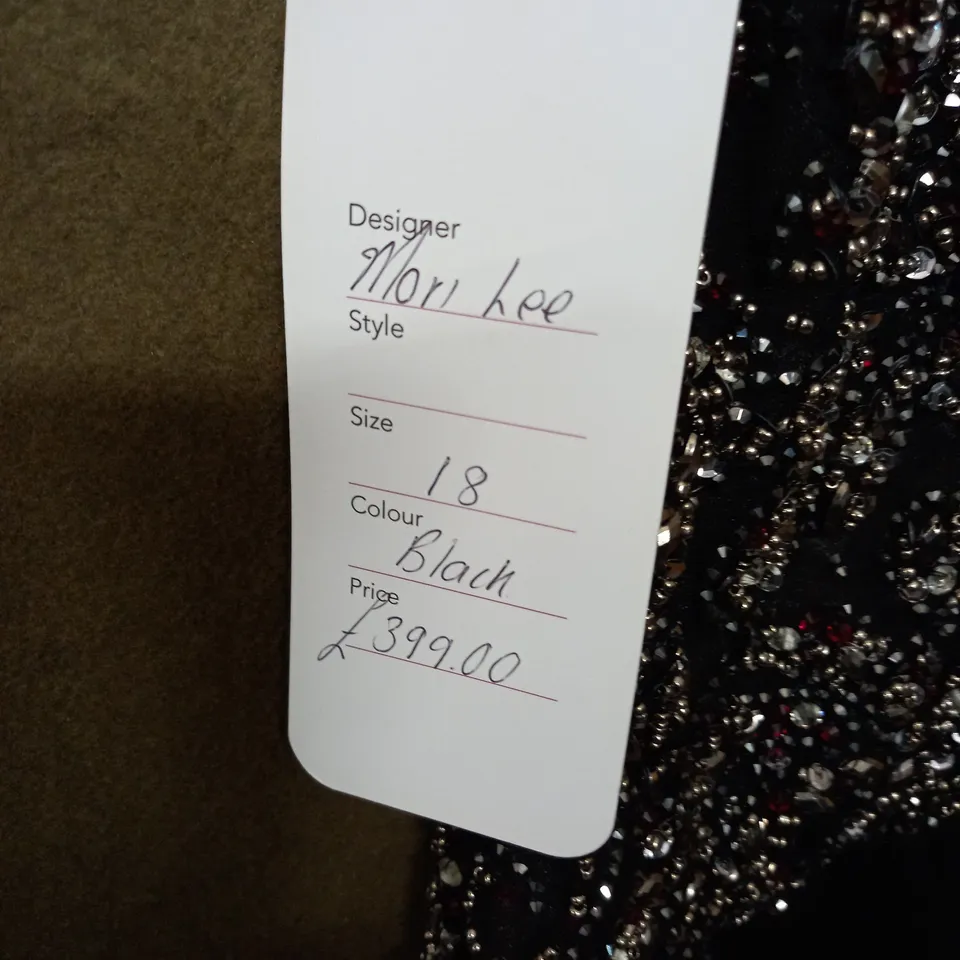 Designer
Mori Lee
Style
Size
18
Colour
Black
Price
£399.00